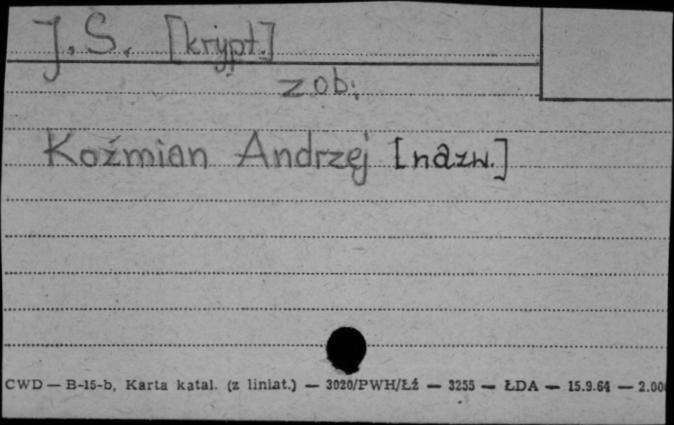 J. S. [krypt.]
zob:
Koźmian Andrzej [nazw.]
CWD — B-15-b, Karta katal. (z liniat.) — 3020/PWH/Łź — 3255 — ŁDA — 15.9.64 — 2.00